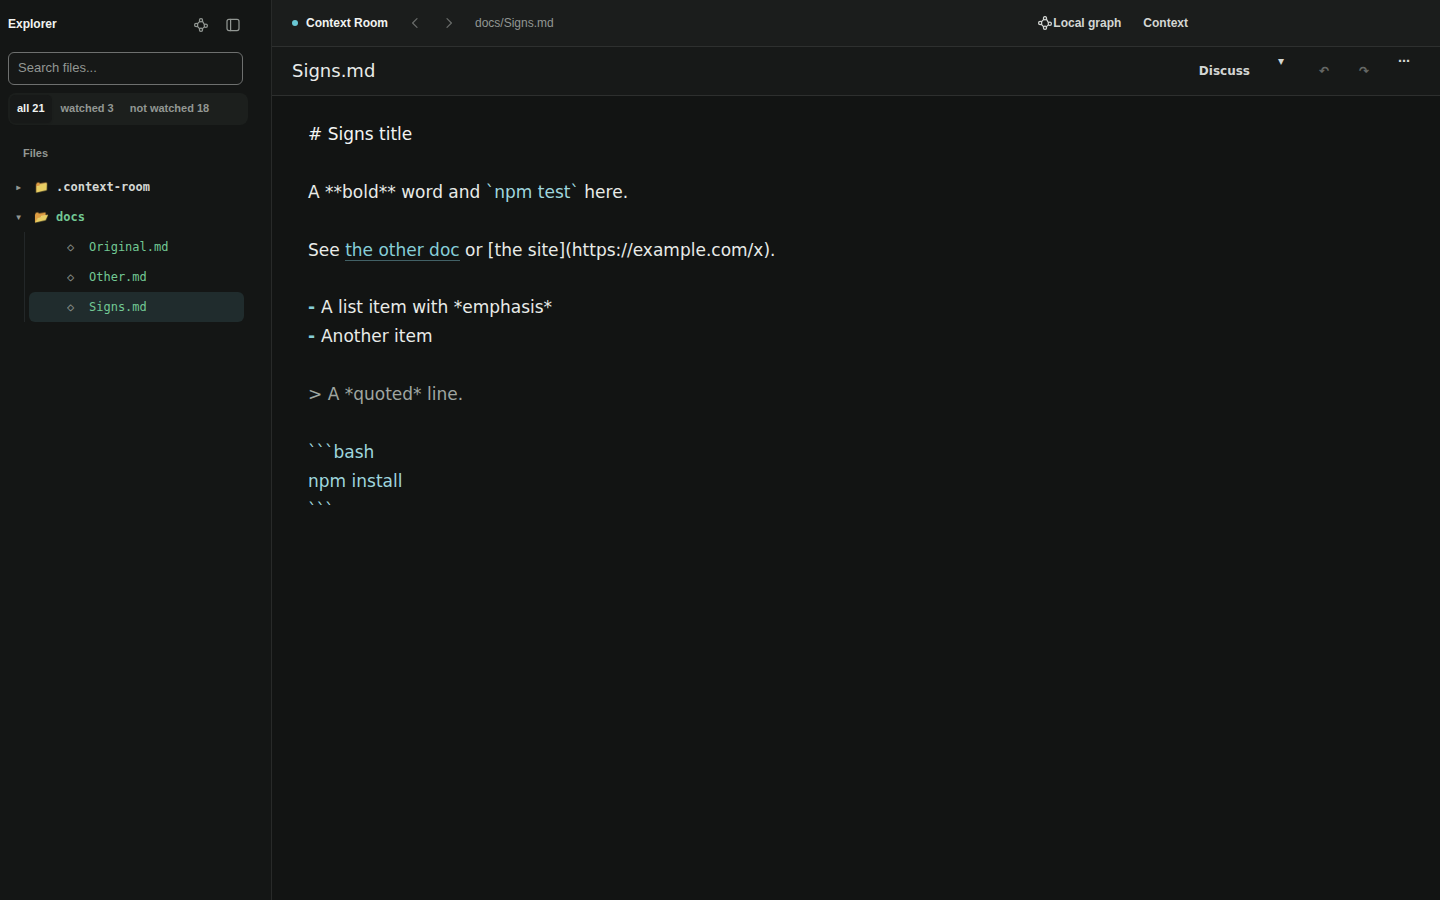 Explorer
Search files...
all 21 watched 3 not watched 18
Files
.context-room
docs
Original.md
Other.md
Signs.md
Context Room docs/Signs.md Local graph Context
Signs.md Discuss
# Signs title
A **bold** word and `npm test` here.
See the other doc or [the site](https://example.com/x).
- A list item with *emphasis*
- Another item
> A *quoted* line.
```bash
npm install
```